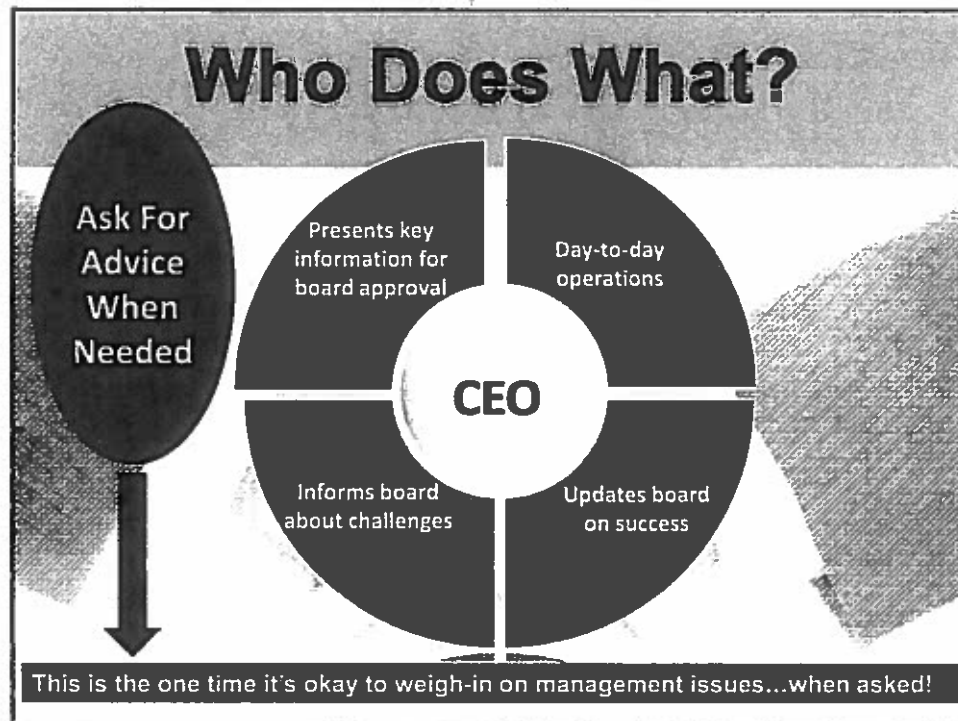 Who Does What?
Ask For
Advice
When
Needed
Presents key
information for
board approval
Day-to-day
operations
CEO
Informs board
about challenges
Updates board
on success
This is the one time it's okay to weigh-in on management issues...when asked!